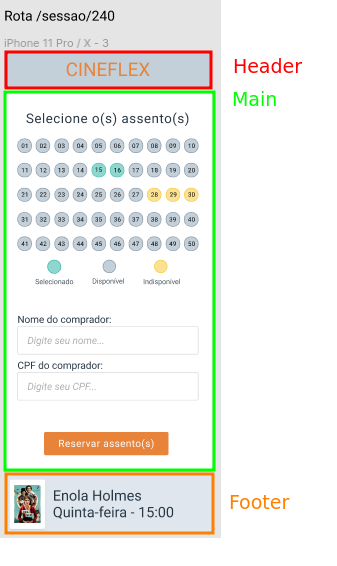 Rota /sessao/240
iPhone 11 Pro / X - 3
CINEFLEX
Header
Main
Selecione o(s) assento(s)
01 02 03 04 05 06 07 08 09 10
11 12 13 14 15 16 17 18 19 20
21 22 23 24 25 26 27 28 29 30
31 32 33 34 35 36 37 38 39 40
41 42 43 44 45 46 47 48 49 50
Selecionado Disponível Indisponível
Nome do comprador:
Digite seu nome...
CPF do comprador:
Digite seu CPF...
Reservar assento(s)
Enola Holmes
Quinta-feira - 15:00
Footer